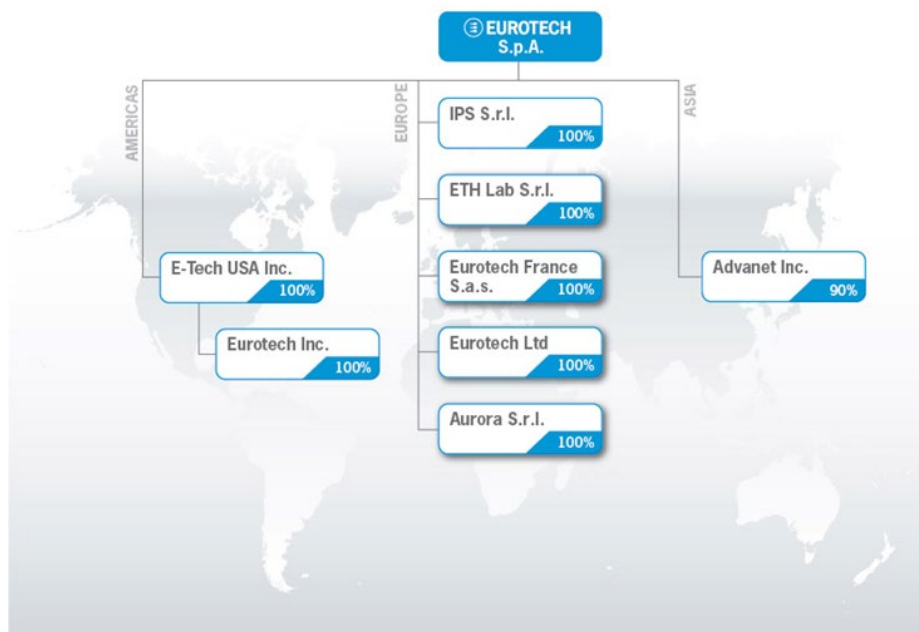 EUROTECH
S.p.A.
AMERICAS
EUROPE
ASIA
IPS S.r.l.
100%
ETH Lab S.r.l.
100%
E-Tech USA Inc.
100%
Eurotech France
S.a.s.
100%
Advanet Inc.
90%
Eurotech Inc.
100%
Eurotech Ltd
100%
Aurora S.r.l.
100%